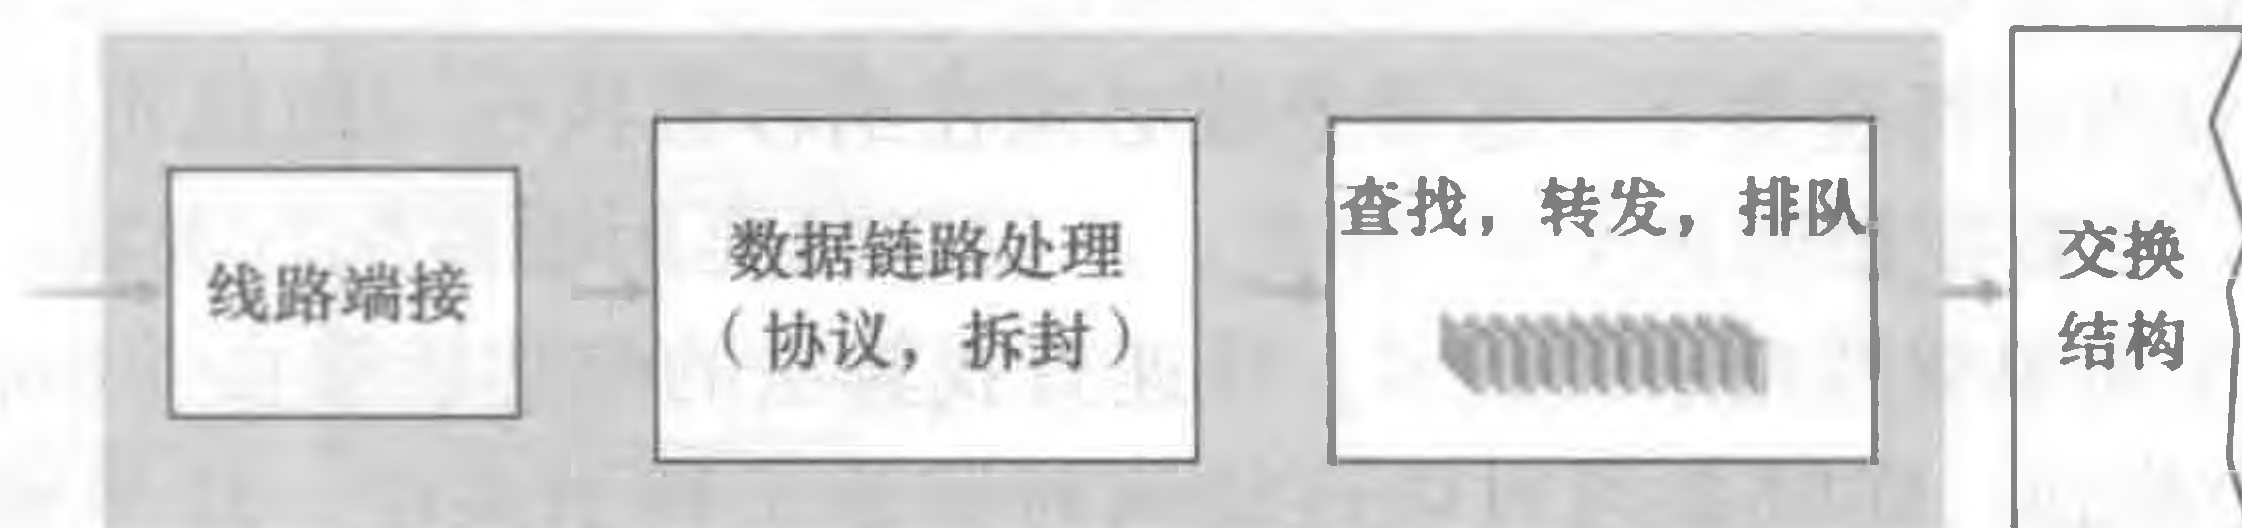 线路端接
数据链路处理
（协议，拆封）
查找，转发，排队
交换
结构